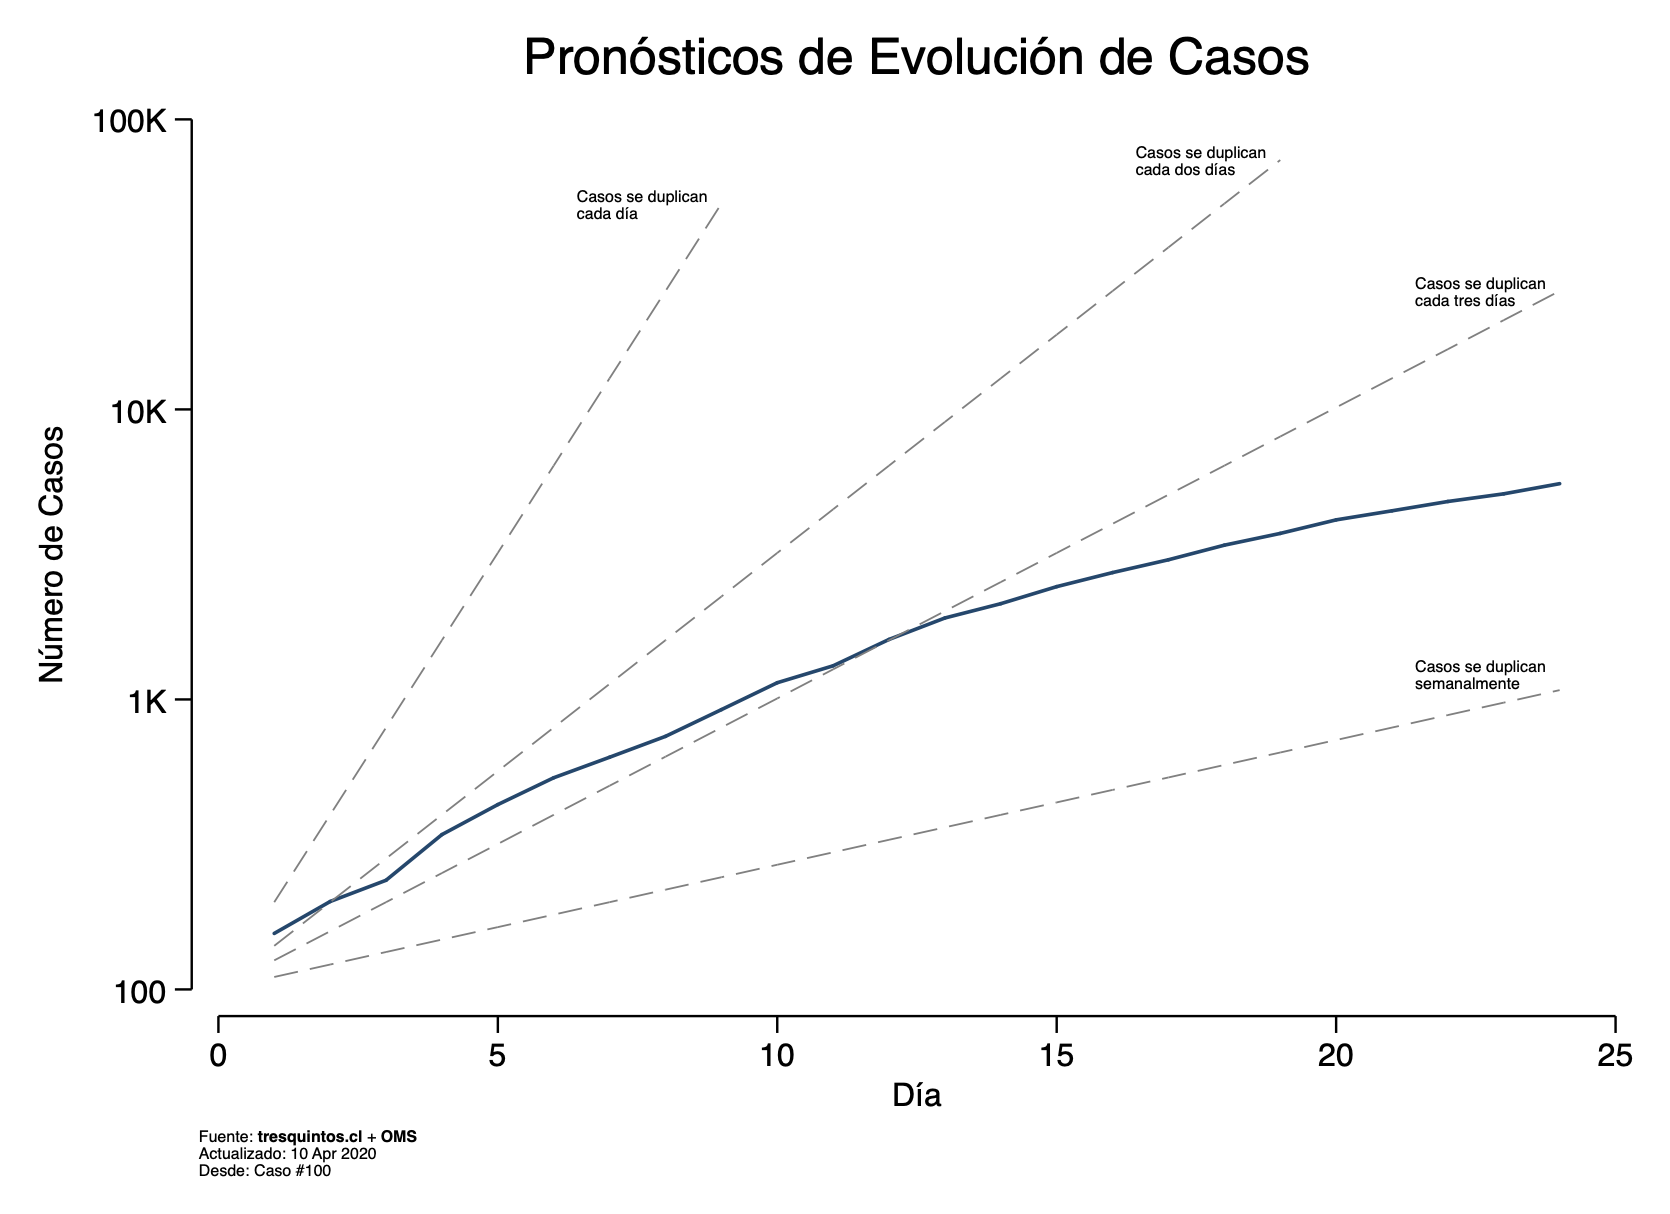 Pronósticos de Evolución de Casos
100K
10K
1K
100
Número de Casos
Casos se duplican
cada día
Casos se duplican
cada dos días
Casos se duplican
cada tres días
Casos se duplican
semanalmente
0 5 10 15 20 25
Día
Fuente: tresquintos.cl + OMS
Actualizado: 10 Apr 2020
Desde: Caso #100